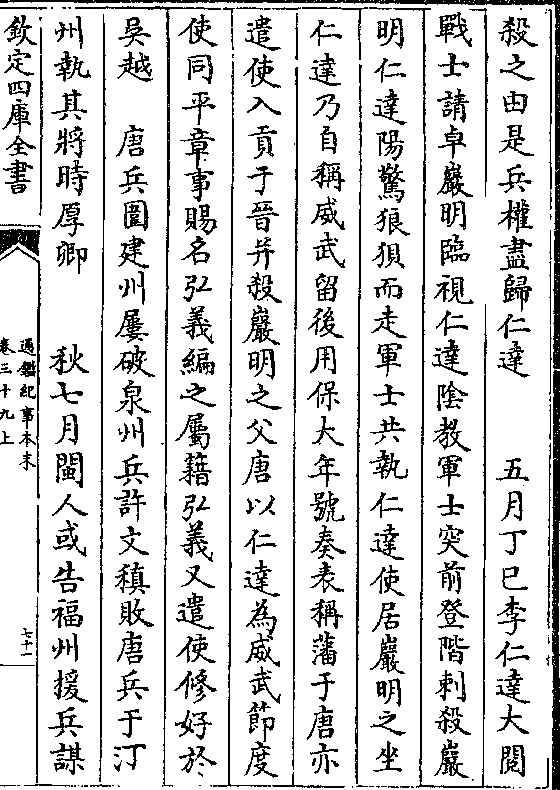 殺之由是兵權盡歸仁達　五月丁巳李仁達大閱
戰士請卓巖明臨視仁達陰教軍士突前登階刺殺巖
明仁達陽驚狼狽而走軍士共執仁達使居巖明之坐
仁達乃自稱威武留後用保大年號奏表稱藩于唐亦
遣使入貢于晉并殺巖明之父唐以仁達為威武節度
使同平章事賜名弘義編之屬籍弘義又遣使修好於
吳越　唐兵圍建州屢破泉州兵許文稹敗唐兵于汀
州執其將時厚卿　秋七月閩人或告福州援兵謀
欽定四庫全書
通鑑紀事本末
卷三十九上
七十一